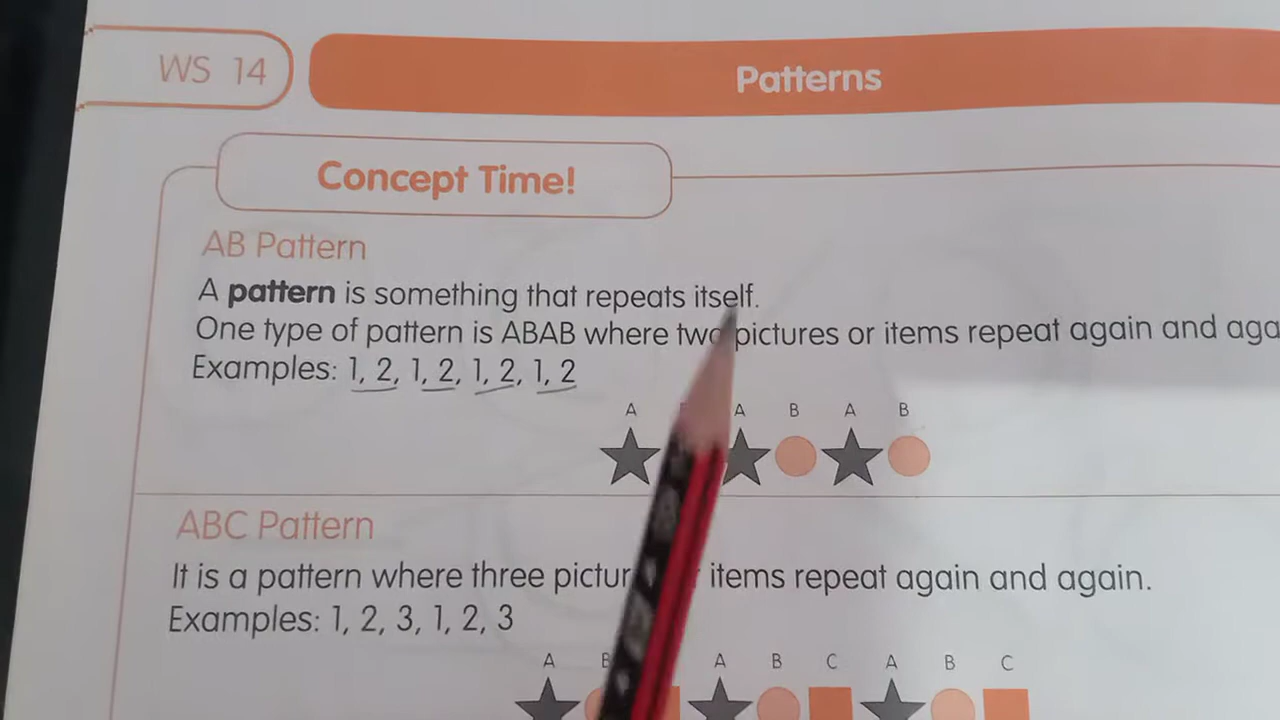 WS 14
Patterns
Concept Time!
AB Pattern
A pattern is something that repeats itself.
One type of pattern is ABAB where two pictures or items repeat again and aga
Examples: 1, 2, 1, 2, 1, 2, 1, 2
A A B A B
ABC Pattern
It is a pattern where three pictur items repeat again and again.
Examples: 1, 2, 3, 1, 2, 3
A B A B C A B C